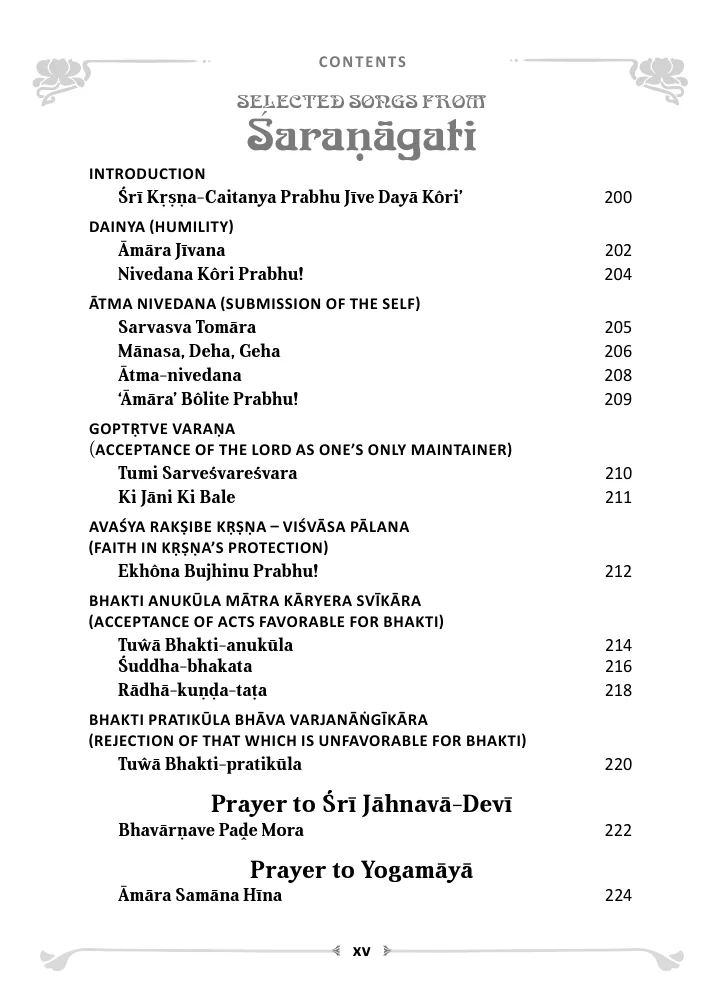 CONTENTS
SELECTED SONGS FROM
Śaraṇāgati
INTRODUCTION
Śrī Kṛṣṇa-Caitanya Prabhu Jīve Dayā Kôri’ 200
DAINYA (HUMILITY)
Āmāra Jīvana 202
Nivedana Kôri Prabhu! 204
ĀTMA NIVEDANA (SUBMISSION OF THE SELF)
Sarvasva Tomāra 205
Mānasa, Deha, Geha 206
Ātma-nivedana 208
‘Āmāra’ Bôlite Prabhu! 209
GOPTṚTVE VARAṆA
(ACCEPTANCE OF THE LORD AS ONE’S ONLY MAINTAINER)
Tumi Sarveśvareśvara 210
Ki Jāni Ki Bale 211
AVAŚYA RAKṢIBE KṚṢṆA – VIŚVĀSA PĀLANA
(FAITH IN KṚṢṆA’S PROTECTION)
Ekhôna Bujhinu Prabhu! 212
BHAKTI ANUKŪLA MĀTRA KĀRYERA SVĪKĀRA
(ACCEPTANCE OF ACTS FAVORABLE FOR BHAKTI)
Tuŵā Bhakti-anukūla 214
Śuddha-bhakata 216
Rādhā-kuṇḍa-taṭa 218
BHAKTI PRATIKŪLA BHĀVA VARJANĀṄGĪKĀRA
(REJECTION OF THAT WHICH IS UNFAVORABLE FOR BHAKTI)
Tuŵā Bhakti-pratikūla 220
Prayer to Śrī Jāhnavā-Devī
Bhavārṇave Paḓe Mora 222
Prayer to Yogamāyā
Āmāra Samāna Hīna 224
xv